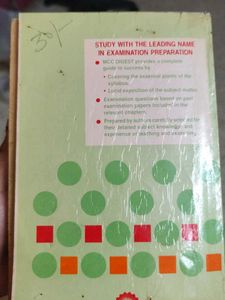 STUDY WITH THE LEADING NAME
IN EXAMINATION PREPARATION
MCC DIGEST provides a complete
guide to success by
• Covering the essential points of the
syllabus.
• Lucid exposition of the subject matter.
Examination questions based on past
examination papers included in the
relevant chapters.
Prepared by authors carefully selected for
their detailed subject knowledge and
experience of teaching and examining.